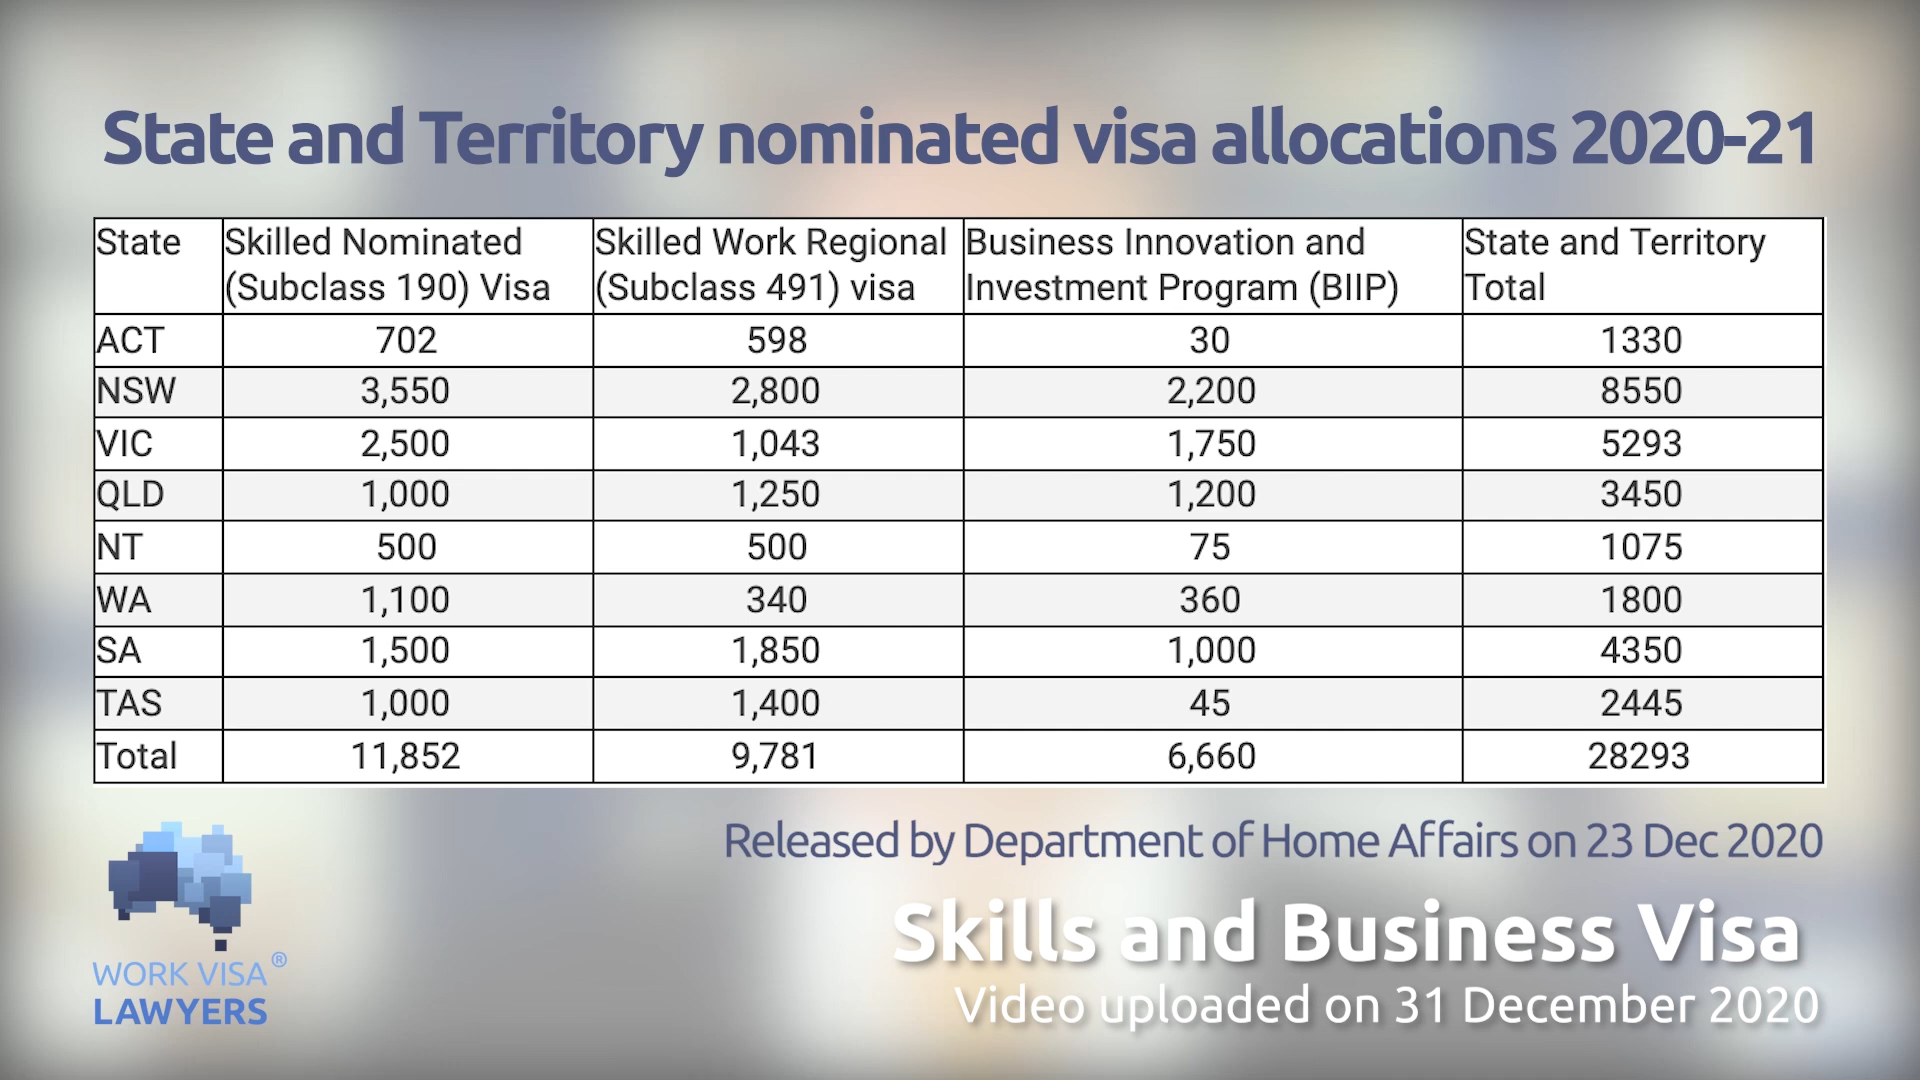 State and Territory nominated visa allocations 2020-21
State Skilled Nominated (Subclass 190) Visa Skilled Work Regional (Subclass 491) visa Business Innovation and Investment Program (BIIP) State and Territory Total
ACT 702 598 30 1330
NSW 3,550 2,800 2,200 8550
VIC 2,500 1,043 1,750 5293
QLD 1,000 1,250 1,200 3450
NT 500 500 75 1075
WA 1,100 340 360 1800
SA 1,500 1,850 1,000 4350
TAS 1,000 1,400 45 2445
Total 11,852 9,781 6,660 28293
Released by Department of Home Affairs on 23 Dec 2020
Skills and Business Visa
Video uploaded on 31 December 2020
WORK VISA®
LAWYERS